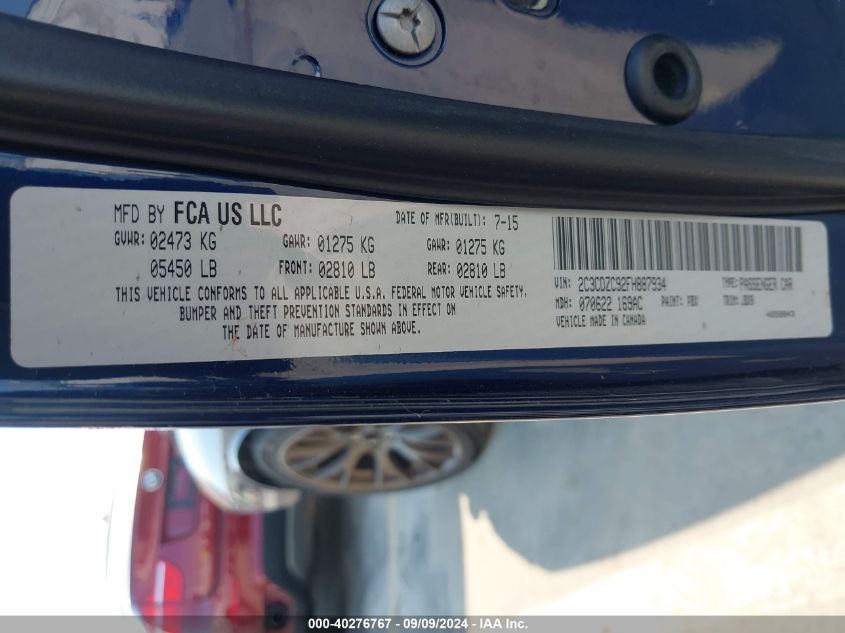 MFD BY FCA US LLC DATE OF MFR(BUILT): 7-15
GVWR: 02473 KG GAWR: 01275 KG GAWR: 01275 KG
05450 LB FRONT: 02810 LB REAR: 02810 LB
THIS VEHICLE CONFORMS TO ALL APPLICABLE U.S.A. FEDERAL MOTOR VEHICLE SAFETY,
BUMPER AND THEFT PREVENTION STANDARDS IN EFFECT ON
THE DATE OF MANUFACTURE SHOWN ABOVE.
VIN: 2C3CDZC92FH887934 TYPE: PASSENGER CAR
MDH: 070622 169AC PAINT: PBX TRIM:
VEHICLE MADE IN CANADA
000-40276767 - 09/09/2024 - IAAI Inc.